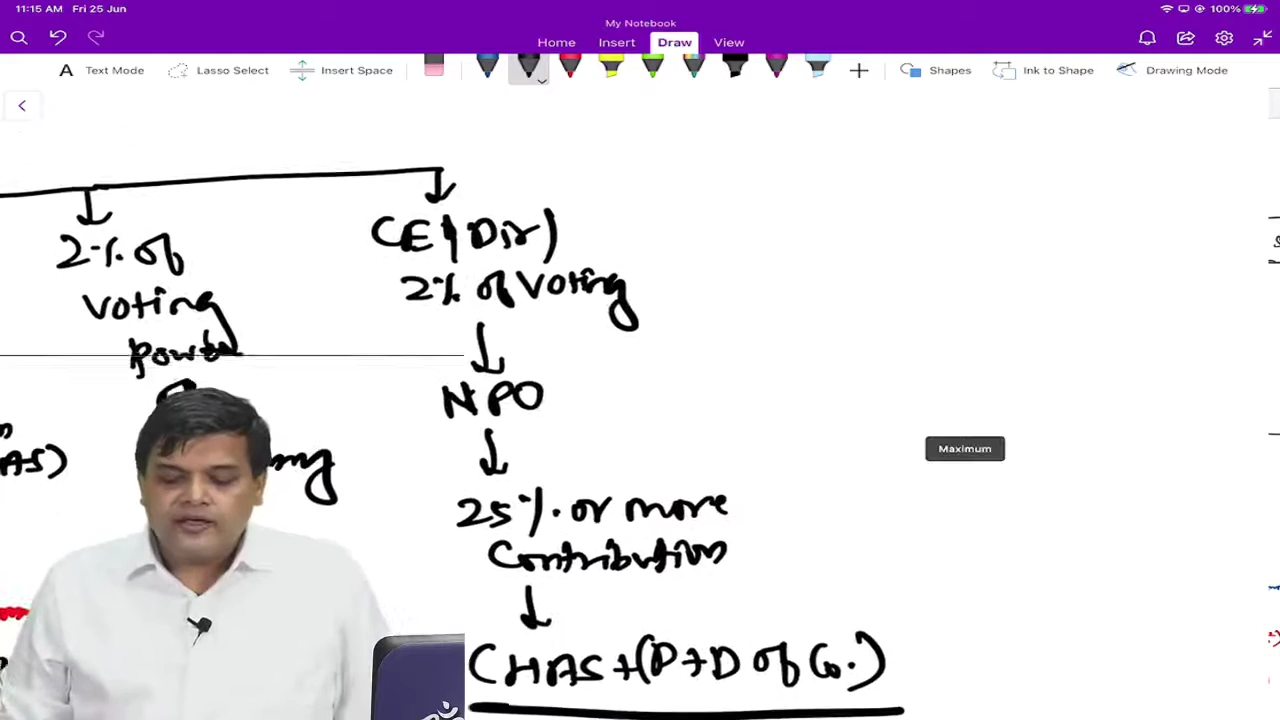 11:15 AM Fri 25 Jun
100%
My Notebook
Home Insert Draw View
A Text Mode Lasso Select Insert Space Shapes Ink to Shape Drawing Mode
2% of
voting
power
CE (Dir)
2% of voting
NPO
25% or more
Contribution
CHAS + (P+D of Co.)
Maximum
AS)